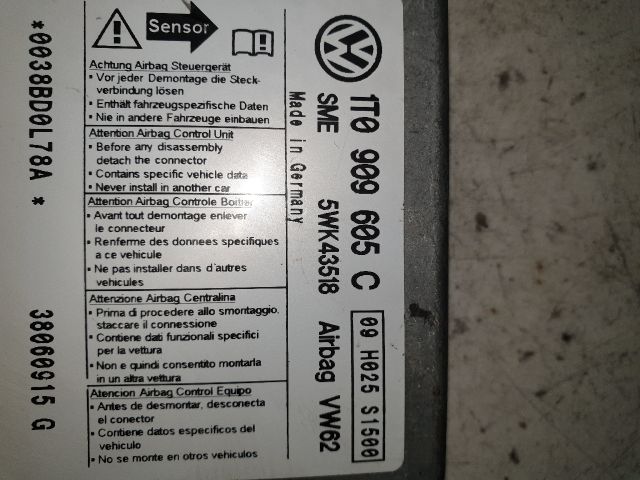 Sensor
Achtung Airbag Steuergerät
• Vor jeder Demontage die Steck-
verbindung lösen
• Enthält fahrzeugspezifische Daten
• Nie in andere Fahrzeuge einbauen
Attention Airbag Control Unit
• Before any disassembly
detach the connector
• Contains specific vehicle data
• Never install in another car
Attention Airbag Controle Boitier
• Avant tout demontage enlever
le connecteur
• Renferme des donnees specifiques
a ce vehicule
• Ne pas installer dans d'autres
vehicules
Attenzione Airbag Centralina
• Prima di procedere allo smontaggio,
staccare il connessione
• Contiene dati funzionali specifici
per la vettura
• Non e quindi consentito montarla
in un altra vettura
Atencion Airbag Control Equipo
• Antes de desmontar, desconecta
el conector
• Contiene datos especificos del
vehiculo
• No se monte en otros vehiculos
VW
1T0 909 605 C
09 H025 S1500
SME 5WK43518 Airbag VW62
Made in Germany
*0038BD0L78A * 38060915 G